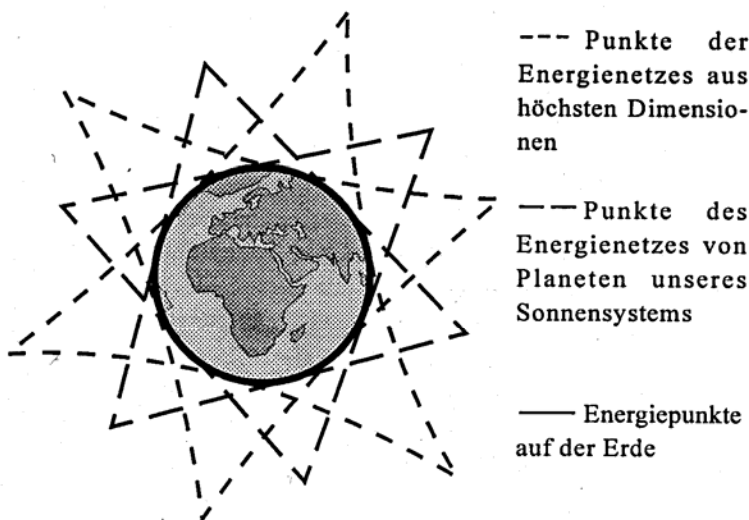 --- Punkte der
Energienetzes aus
höchsten Dimensio-
nen
—— Punkte des
Energienetzes von
Planeten unseres
Sonnensystems
—— Energiepunkte
auf der Erde